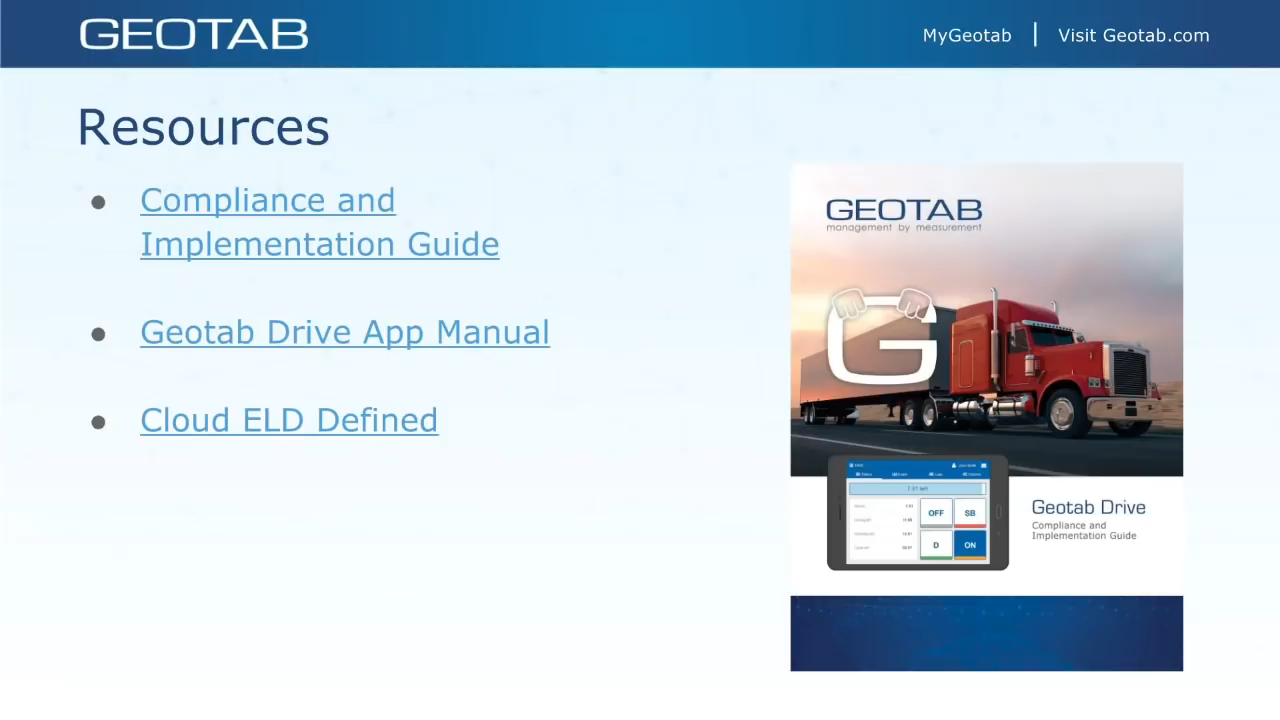 GEOTAB
MyGeotab | Visit Geotab.com
Resources
● Compliance and
Implementation Guide
● Geotab Drive App Manual
● Cloud ELD Defined
GEOTAB
management by measurement
G
OFF
SB
D
ON
Geotab Drive
Compliance and
Implementation Guide